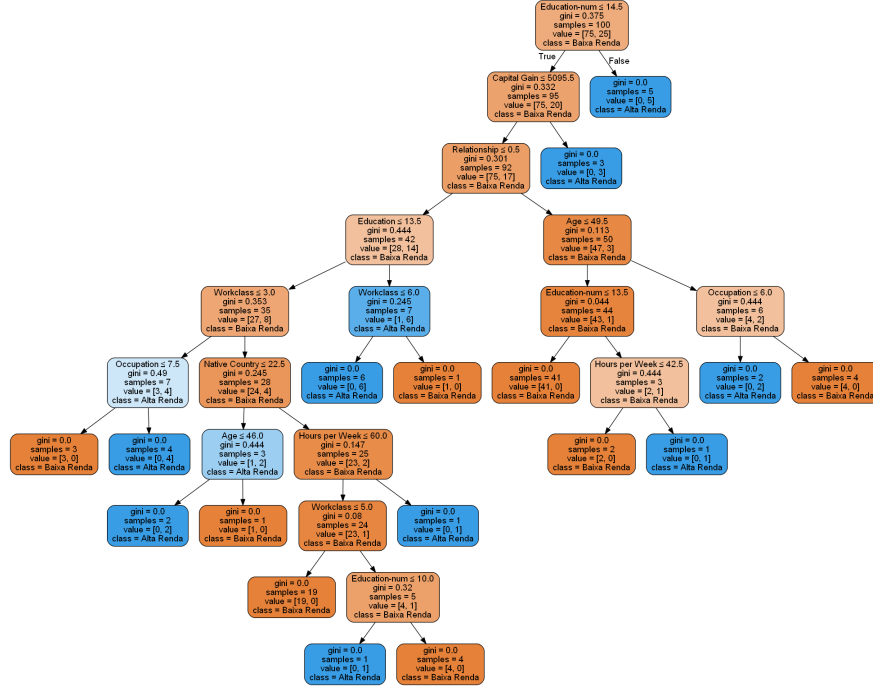 Education-num ≤ 14.5
gini = 0.375
samples = 100
value = [75, 25]
class = Baixa Renda
True
False
Capital Gain ≤ 5095.5
gini = 0.332
samples = 95
value = [75, 20]
class = Baixa Renda
gini = 0.0
samples = 5
value = [0, 5]
class = Alta Renda
Relationship ≤ 0.5
gini = 0.301
samples = 92
value = [75, 17]
class = Baixa Renda
gini = 0.0
samples = 3
value = [0, 3]
class = Alta Renda
Education ≤ 13.5
gini = 0.444
samples = 42
value = [28, 14]
class = Baixa Renda
Age ≤ 49.5
gini = 0.113
samples = 50
value = [47, 3]
class = Baixa Renda
Workclass ≤ 3.0
gini = 0.353
samples = 35
value = [27, 8]
class = Baixa Renda
Workclass ≤ 6.0
gini = 0.245
samples = 7
value = [1, 6]
class = Alta Renda
Education-num ≤ 13.5
gini = 0.044
samples = 44
value = [43, 1]
class = Baixa Renda
Occupation ≤ 6.0
gini = 0.444
samples = 6
value = [4, 2]
class = Baixa Renda
Occupation ≤ 7.5
gini = 0.49
samples = 7
value = [3, 4]
class = Alta Renda
Native Country ≤ 22.5
gini = 0.245
samples = 28
value = [24, 4]
class = Baixa Renda
gini = 0.0
samples = 6
value = [0, 6]
class = Alta Renda
gini = 0.0
samples = 1
value = [1, 0]
class = Baixa Renda
gini = 0.0
samples = 41
value = [41, 0]
class = Baixa Renda
Hours per Week ≤ 42.5
gini = 0.444
samples = 3
value = [2, 1]
class = Baixa Renda
gini = 0.0
samples = 2
value = [0, 2]
class = Alta Renda
gini = 0.0
samples = 4
value = [4, 0]
class = Baixa Renda
gini = 0.0
samples = 3
value = [3, 0]
class = Baixa Renda
gini = 0.0
samples = 4
value = [0, 4]
class = Alta Renda
Age ≤ 46.0
gini = 0.444
samples = 3
value = [1, 2]
class = Alta Renda
Hours per Week ≤ 60.0
gini = 0.147
samples = 25
value = [23, 2]
class = Baixa Renda
gini = 0.0
samples = 2
value = [2, 0]
class = Baixa Renda
gini = 0.0
samples = 1
value = [0, 1]
class = Alta Renda
gini = 0.0
samples = 2
value = [0, 2]
class = Alta Renda
gini = 0.0
samples = 1
value = [1, 0]
class = Baixa Renda
Workclass ≤ 5.0
gini = 0.08
samples = 24
value = [23, 1]
class = Baixa Renda
gini = 0.0
samples = 1
value = [0, 1]
class = Alta Renda
gini = 0.0
samples = 19
value = [19, 0]
class = Baixa Renda
Education-num ≤ 10.0
gini = 0.32
samples = 5
value = [4, 1]
class = Baixa Renda
gini = 0.0
samples = 1
value = [0, 1]
class = Alta Renda
gini = 0.0
samples = 4
value = [4, 0]
class = Baixa Renda